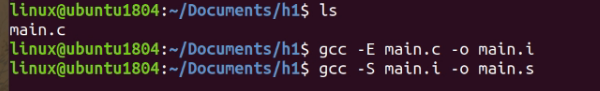 linux@ubuntu1804:~/Documents/h1$ ls
main.c
linux@ubuntu1804:~/Documents/h1$ gcc -E main.c -o main.i
linux@ubuntu1804:~/Documents/h1$ gcc -S main.i -o main.s